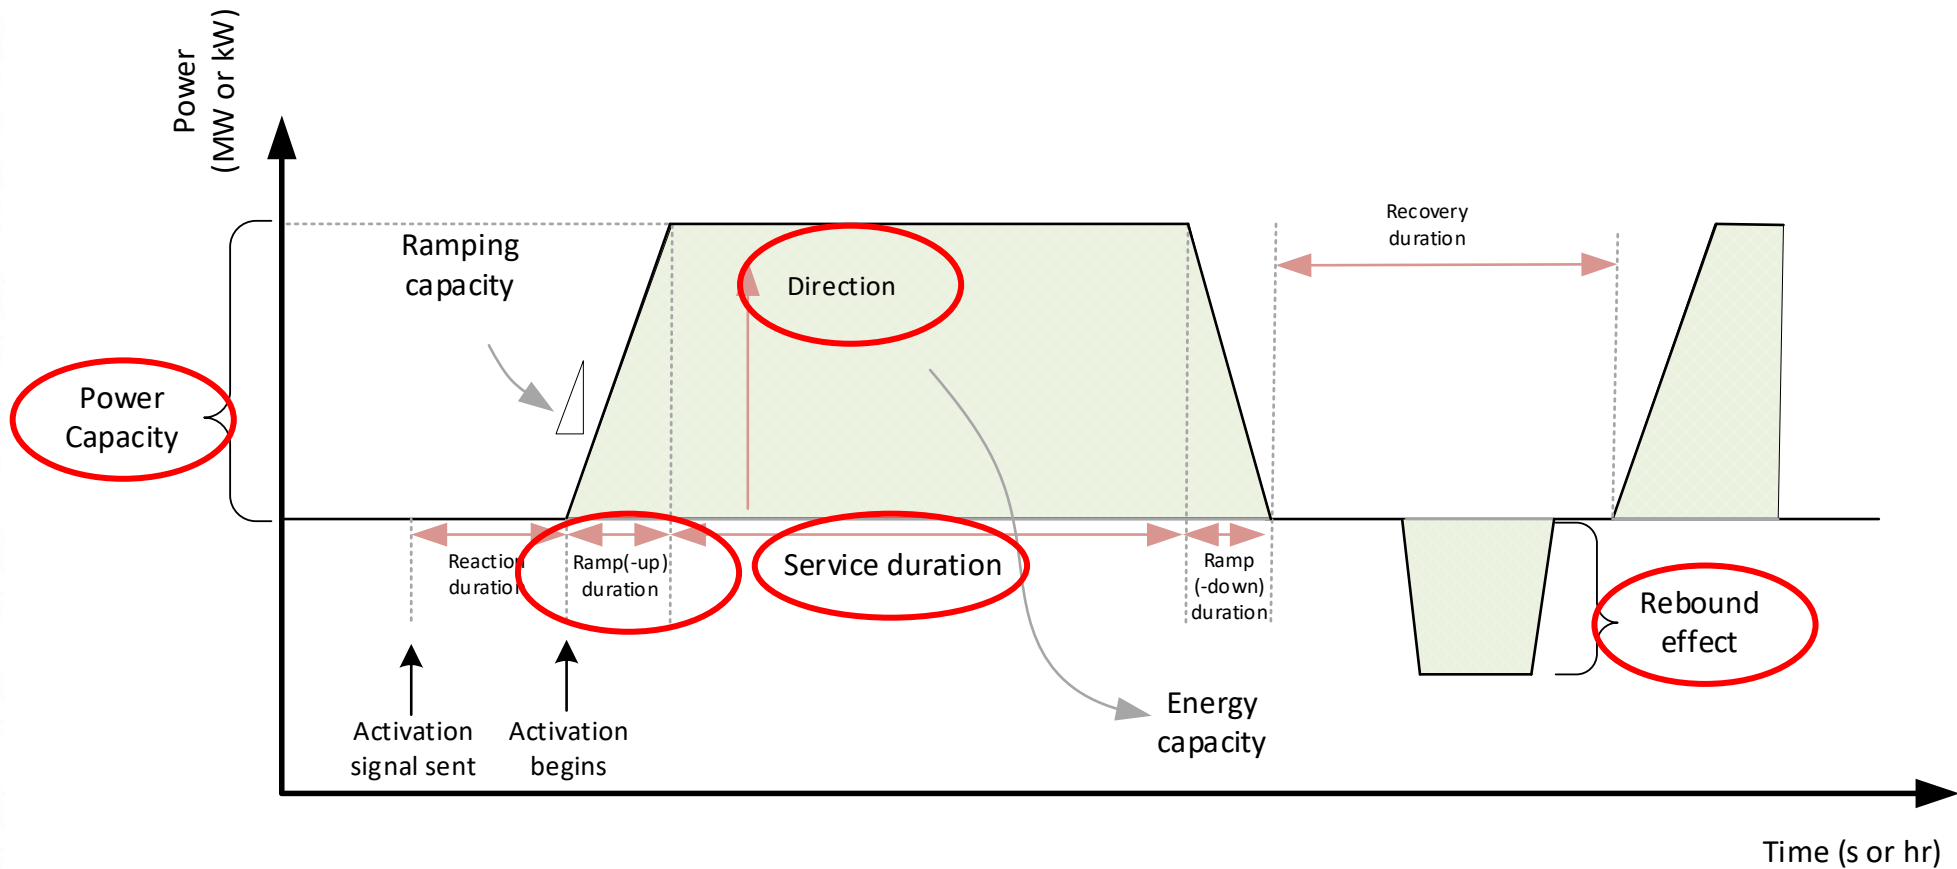 Power
(MW or kW)
Ramping
capacity
Direction
Recovery
duration
Power
Capacity
Reaction
duration
Ramp(-up)
duration
Service duration
Ramp
(-down)
duration
Rebound
effect
Activation
signal sent
Activation
begins
Energy
capacity
Time (s or hr)